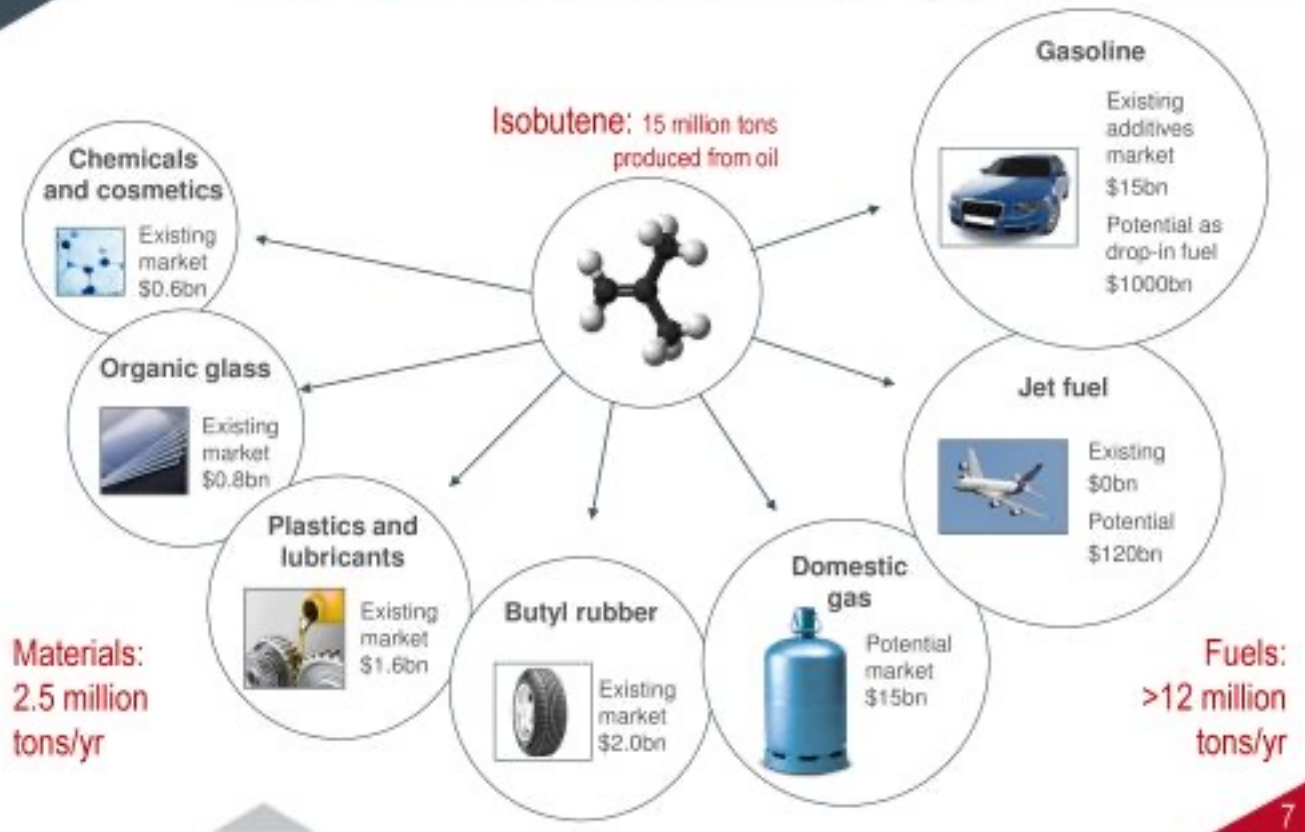 Isobutene: 15 million tons
produced from oil
Chemicals
and cosmetics
Existing
market
$0.6bn
Organic glass
Existing
market
$0.8bn
Plastics and
lubricants
Existing
market
$1.6bn
Butyl rubber
Existing
market
$2.0bn
Domestic
gas
Potential
market
$15bn
Jet fuel
Existing
$0bn
Potential
$120bn
Gasoline
Existing
additives
market
$15bn
Potential as
drop-in fuel
$1000bn
Materials:
2.5 million
tons/yr
Fuels:
>12 million
tons/yr
7